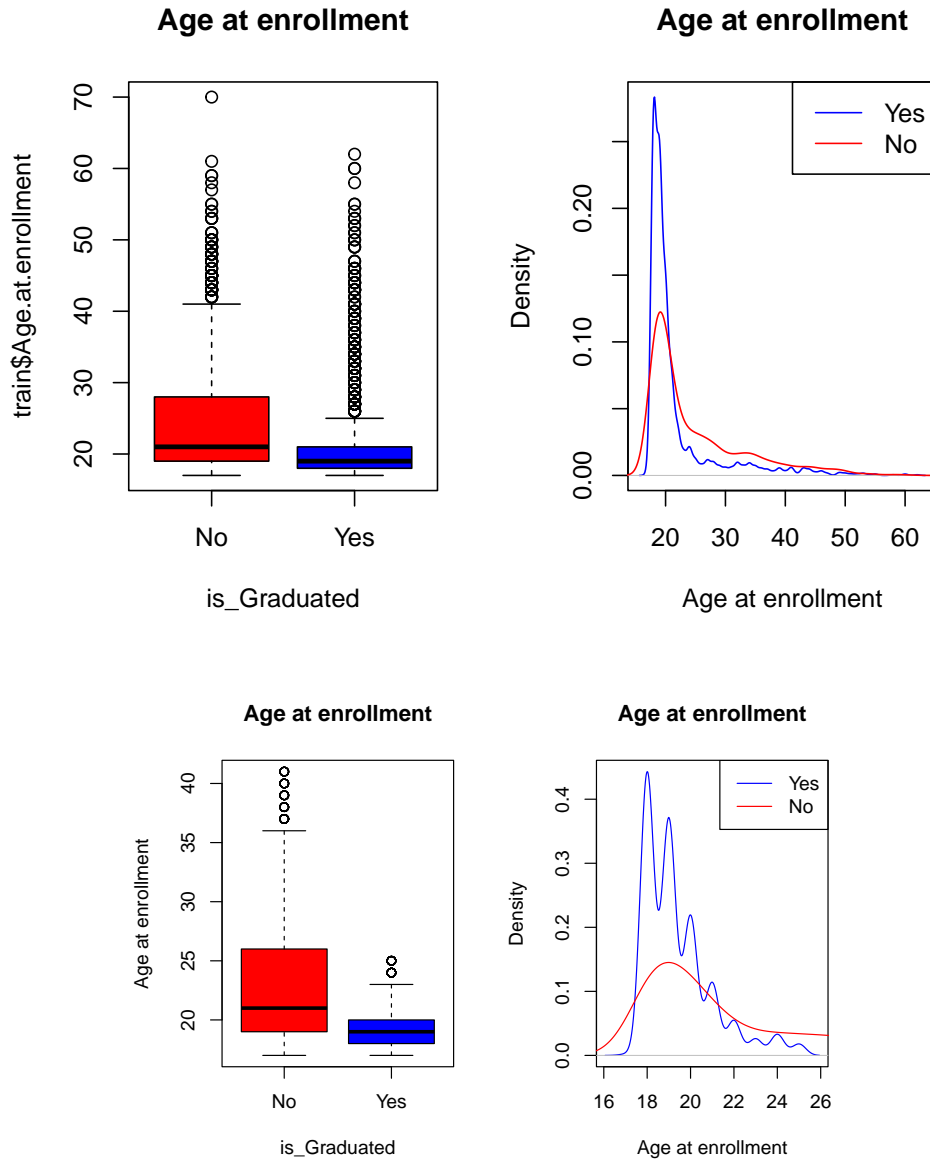 Age at enrollment
train$Age.at.enrollment
70
60
50
40
30
20
No Yes
is_Graduated
Age at enrollment
Density
0.20
0.10
0.00
Yes
No
20 30 40 50 60
Age at enrollment
Age at enrollment
Age at enrollment
40
35
30
25
20
No Yes
is_Graduated
Age at enrollment
Density
0.4
0.3
0.2
0.1
0.0
Yes
No
16 18 20 22 24 26
Age at enrollment